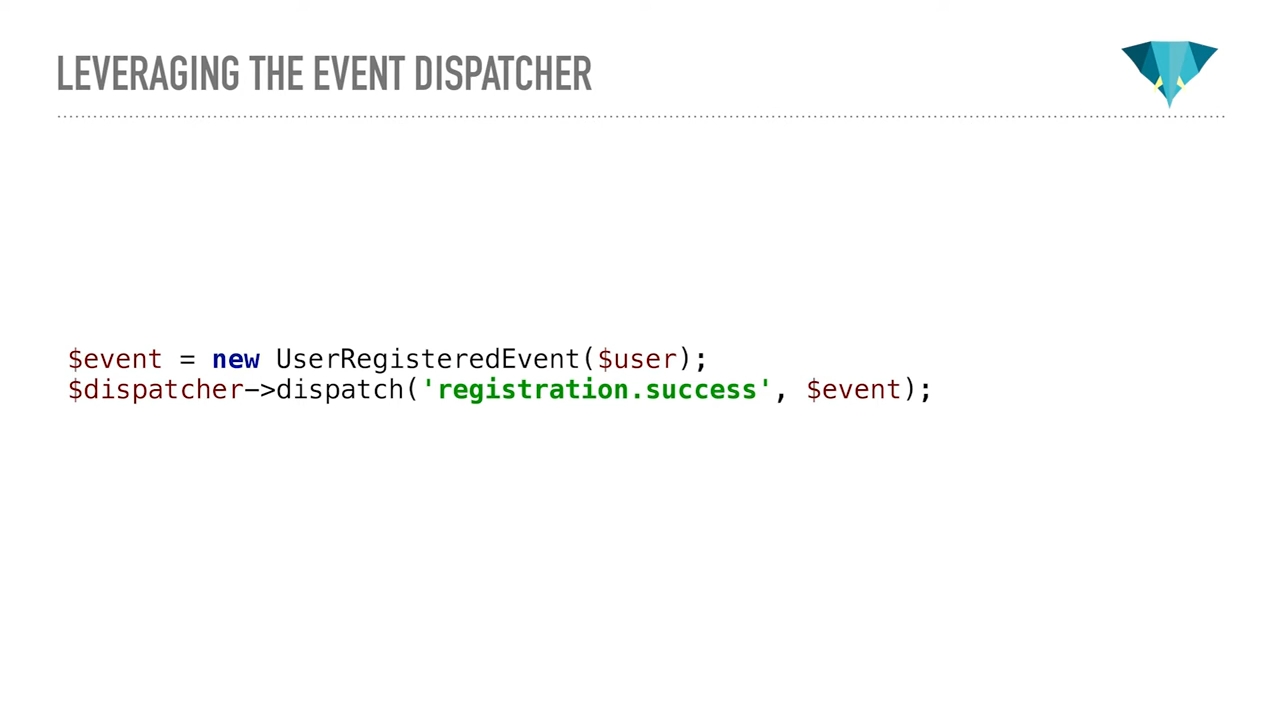 LEVERAGING THE EVENT DISPATCHER
$event = new UserRegisteredEvent($user);
$dispatcher->dispatch('registration.success', $event);